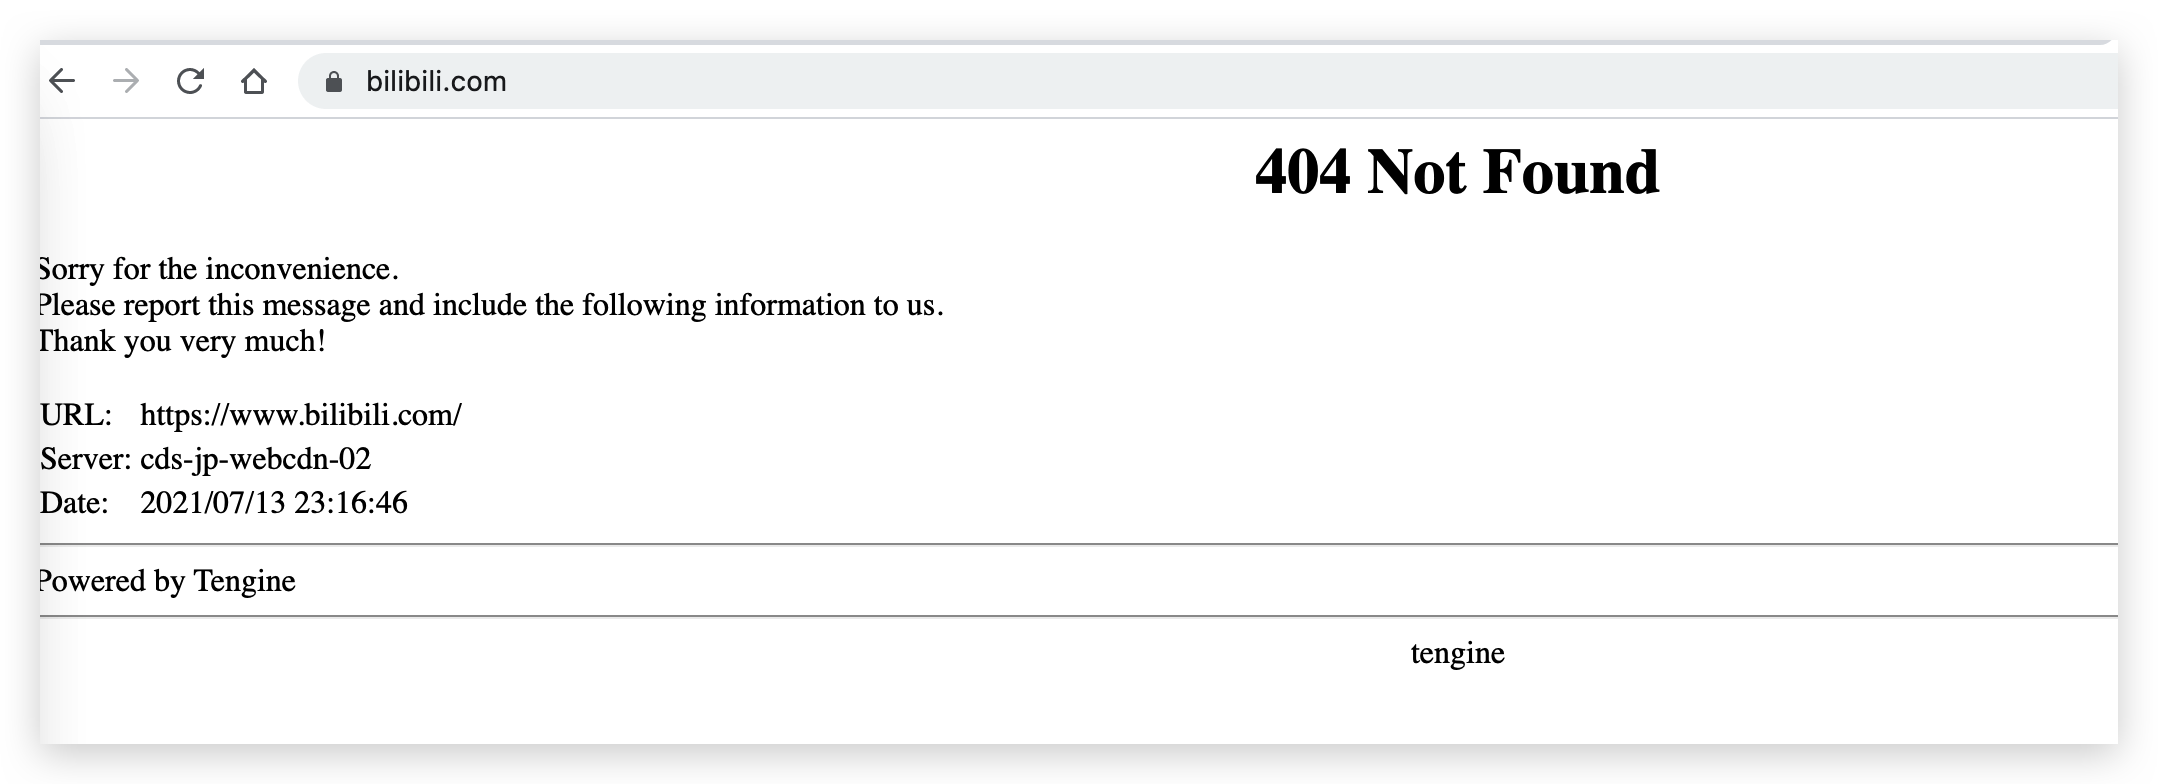 bilibili.com
404 Not Found
Sorry for the inconvenience.
Please report this message and include the following information to us.
Thank you very much!
URL: https://www.bilibili.com/
Server: cds-jp-webcdn-02
Date: 2021/07/13 23:16:46
Powered by Tengine
tengine